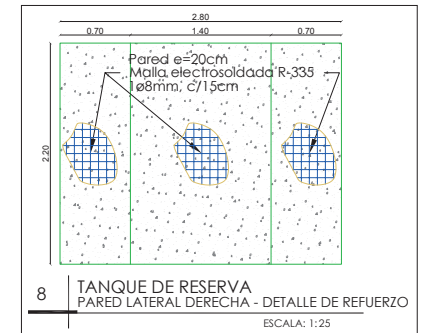 2.80
0.70 1.40 0.70
Pared e=20cm
Malla electrosoldada R-335
1ø8mm, c/15cm
2.20
8
TANQUE DE RESERVA
PARED LATERAL DERECHA - DETALLE DE REFUERZO
ESCALA: 1:25